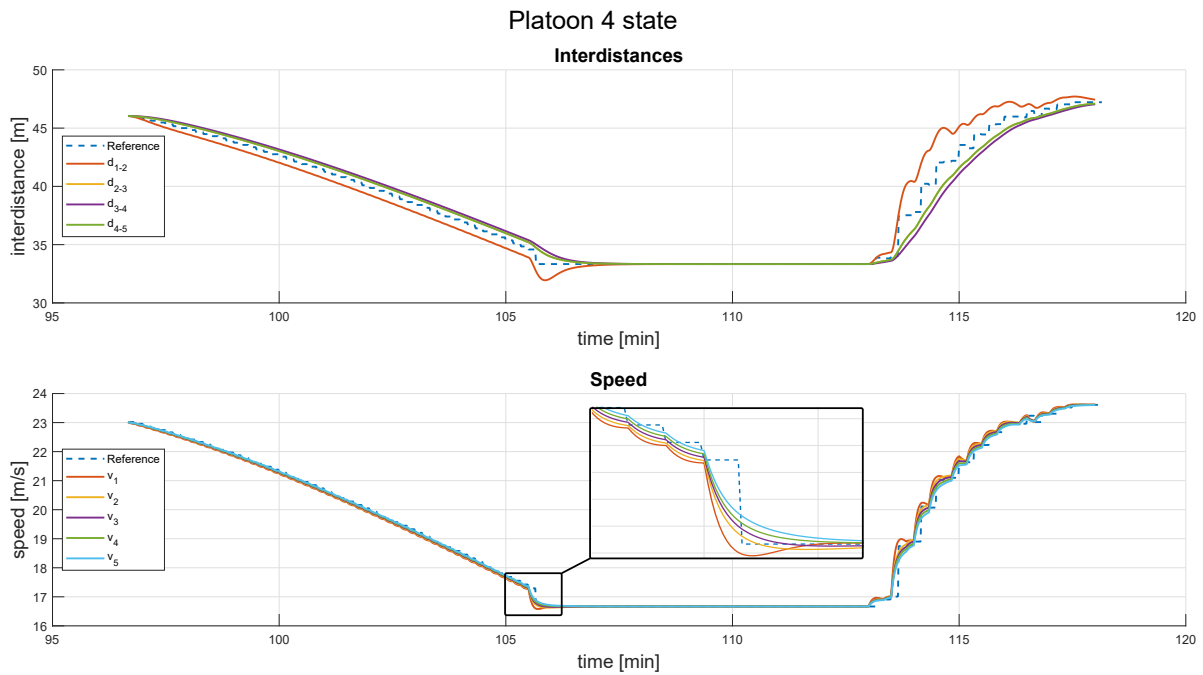 Platoon 4 state
Interdistances
50
45
40
35
30
interdistance [m]
Reference
d1-2
d2-3
d3-4
d4-5
95
100
105
110
115
120
time [min]
Speed
24
23
22
21
20
19
18
17
16
speed [m/s]
Reference
v1
v2
v3
v4
v5
95
100
105
110
115
120
time [min]